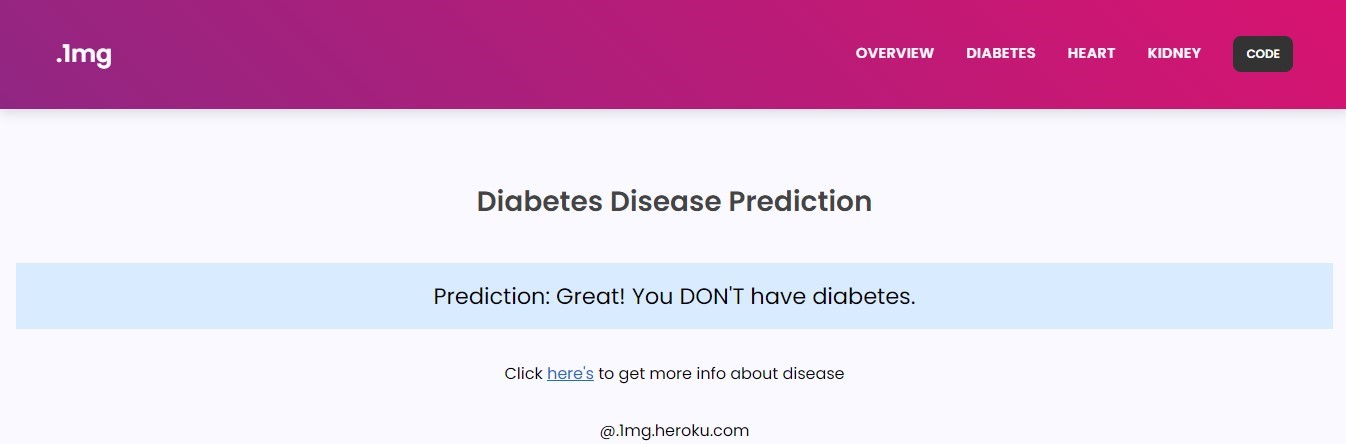 .1mg OVERVIEW DIABETES HEART KIDNEY CODE
Diabetes Disease Prediction
Prediction: Great! You DON'T have diabetes.
Click here's to get more info about disease
@.1mg.heroku.com